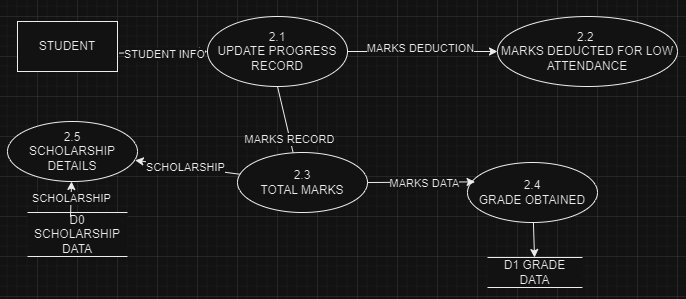 STUDENT
STUDENT INFO
2.1
UPDATE PROGRESS
RECORD
MARKS DEDUCTION
2.2
MARKS DEDUCTED FOR LOW
ATTENDANCE
MARKS RECORD
2.5
SCHOLARSHIP
DETAILS
SCHOLARSHIP
2.3
TOTAL MARKS
MARKS DATA
2.4
GRADE OBTAINED
SCHOLARSHIP
D0
SCHOLARSHIP
DATA
D1 GRADE
DATA